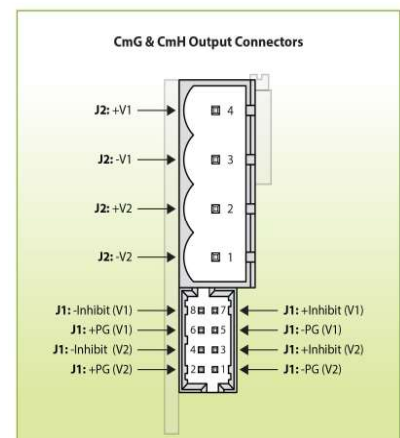 CmG & CmH Output Connectors
J2: +V1 4
J2: -V1 3
J2: +V2 2
J2: -V2 1
J1: -Inhibit (V1) 8 7 J1: +Inhibit (V1)
J1: +PG (V1) 6 5 J1: -PG (V1)
J1: -Inhibit (V2) 4 3 J1: +Inhibit (V2)
J1: +PG (V2) 2 1 J1: -PG (V2)